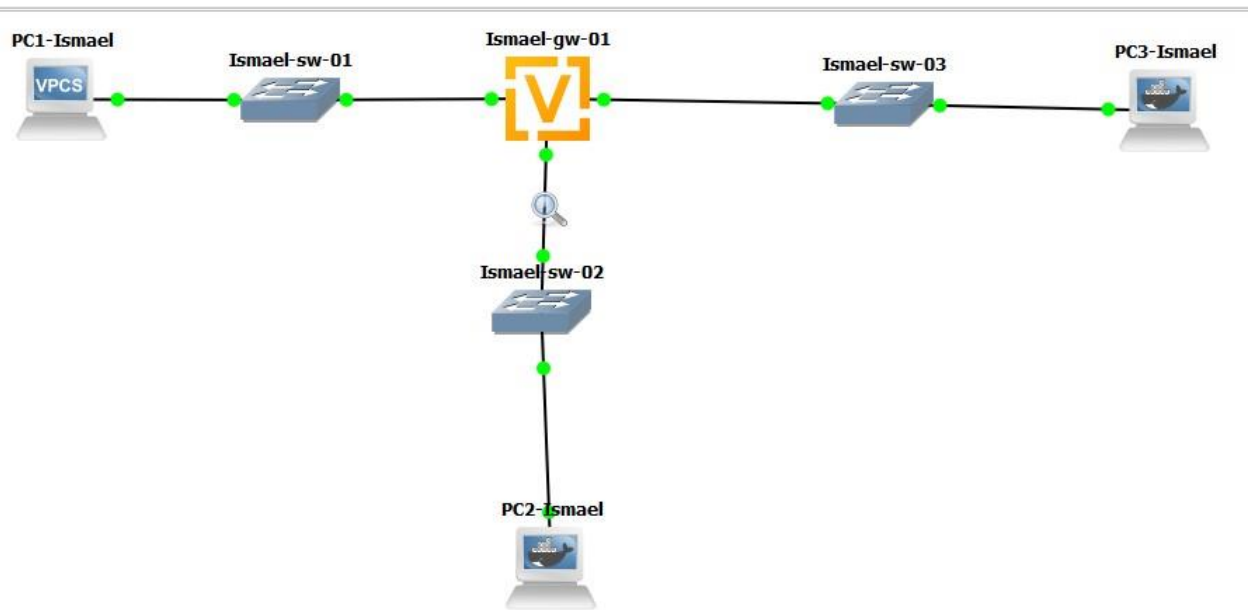 PC1-Ismael
Ismael-sw-01
Ismael-gw-01
Ismael-sw-03
PC3-Ismael
VPCS
V
Ismael-sw-02
PC2-Ismael